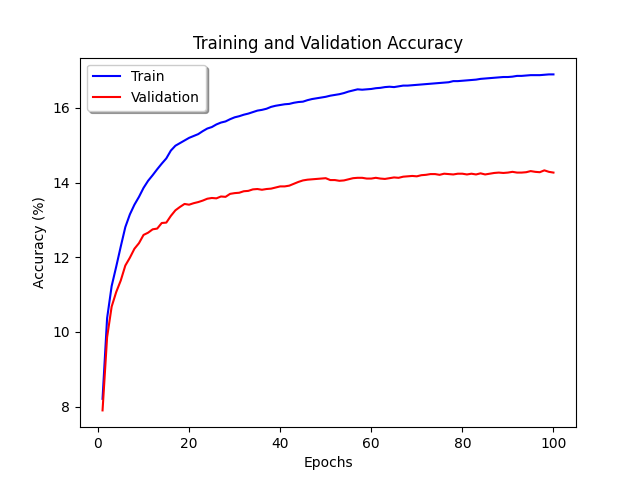 Training and Validation Accuracy
Train
Validation
16
14
12
10
8
Accuracy (%)
0 20 40 60 80 100
Epochs